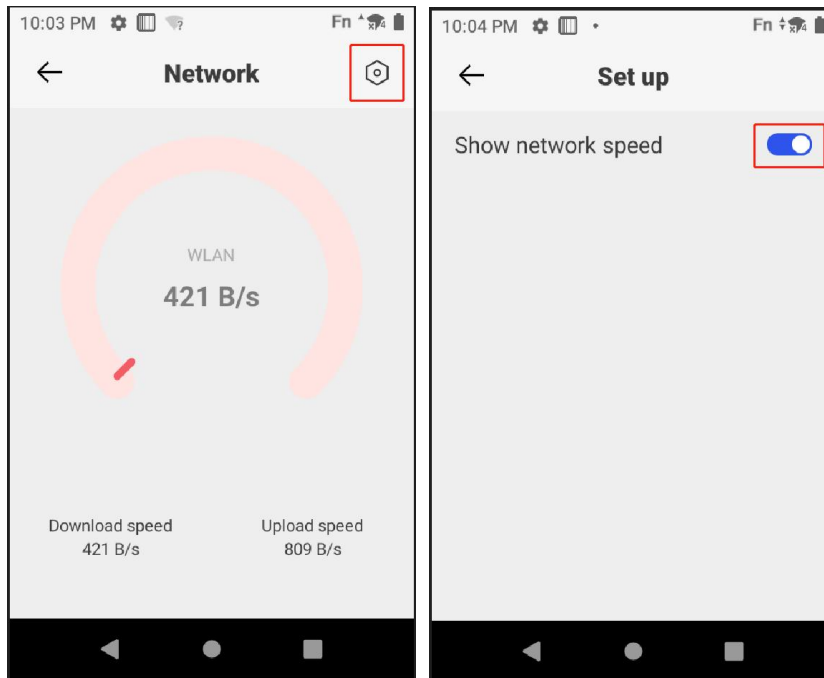 10:03 PM Fn
Network
WLAN
421 B/s
Download speed
421 B/s
Upload speed
809 B/s
10:04 PM Fn
Set up
Show network speed